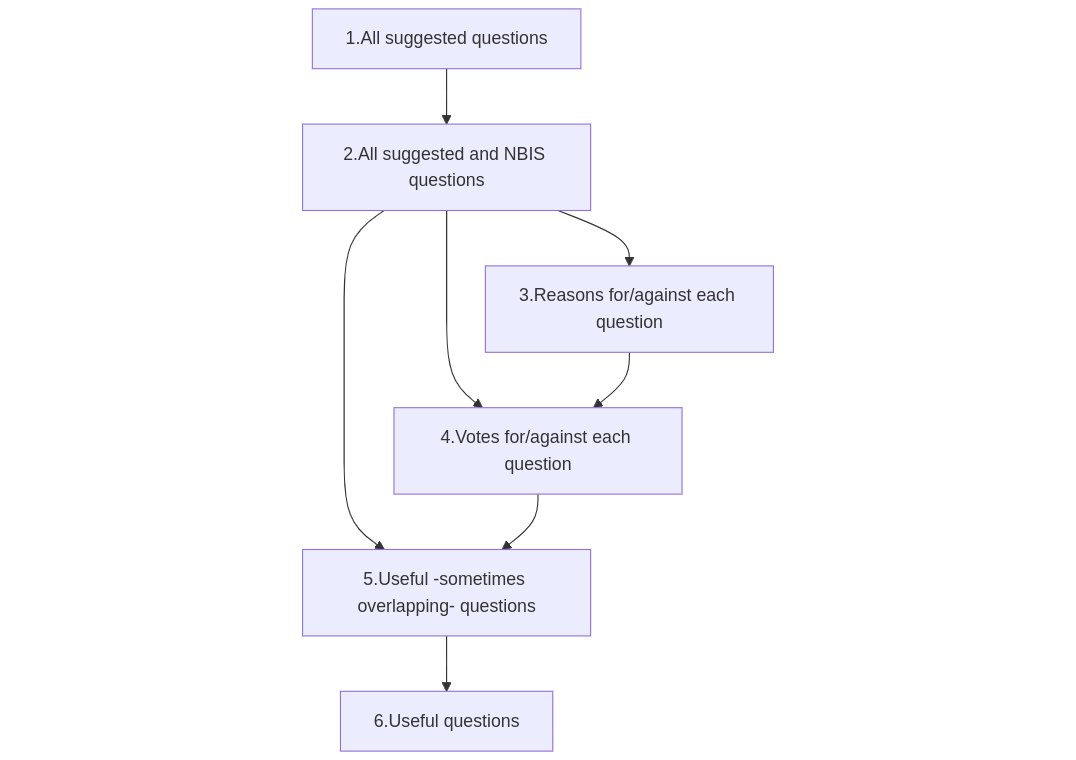 1.All suggested questions
2.All suggested and NBIS
questions
3.Reasons for/against each
question
4.Votes for/against each
question
5.Useful -sometimes
overlapping- questions
6.Useful questions